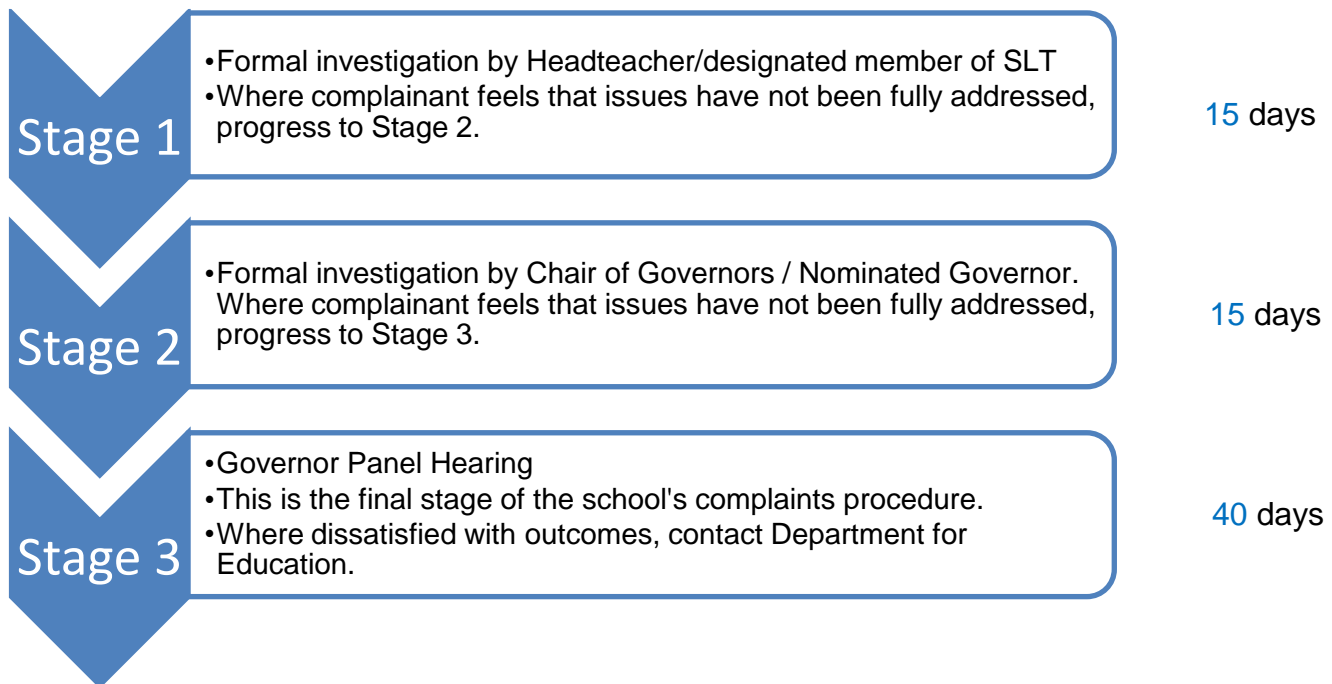 Stage 1
•Formal investigation by Headteacher/designated member of SLT
•Where complainant feels that issues have not been fully addressed,
progress to Stage 2.
15 days
Stage 2
•Formal investigation by Chair of Governors / Nominated Governor.
Where complainant feels that issues have not been fully addressed,
progress to Stage 3.
15 days
Stage 3
•Governor Panel Hearing
•This is the final stage of the school's complaints procedure.
•Where dissatisfied with outcomes, contact Department for
Education.
40 days